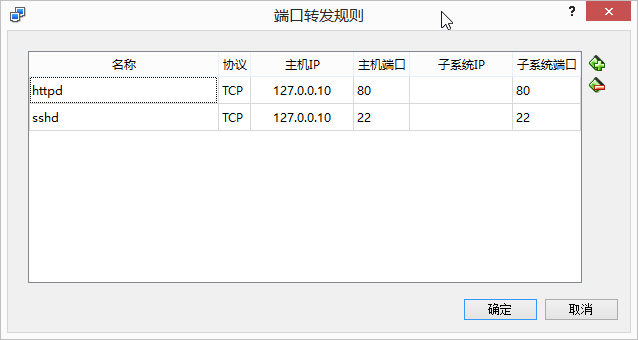 端口转发规则
?
名称 协议 主机IP 主机端口 子系统IP 子系统端口
httpd TCP 127.0.0.10 80 80
sshd TCP 127.0.0.10 22 22
确定 取消